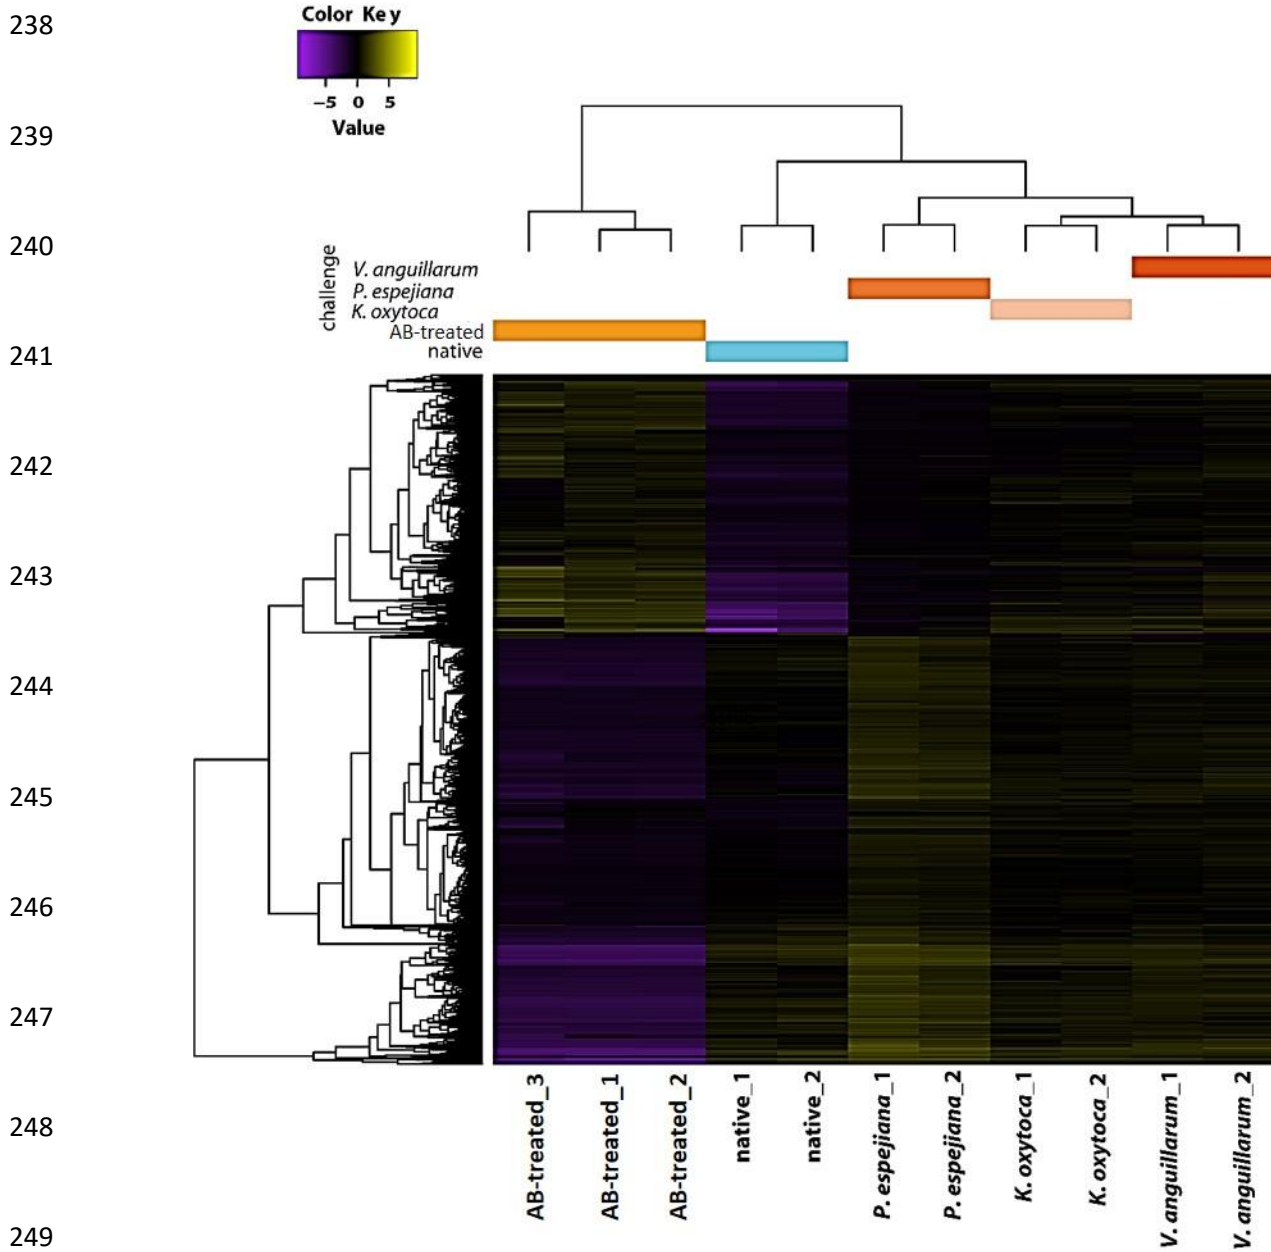 238
Color Key
−5 0 5
Value
239
240
challenge
V. anguillarum
P. espejiana
K. oxytoca
AB-treated
native
241
242
243
244
245
246
247
AB-treated_3
AB-treated_1
AB-treated_2
native_1
native_2
P. espejiana_1
P. espejiana_2
K. oxytoca_1
K. oxytoca_2
V. anguillarum_1
V. anguillarum_2
248
249